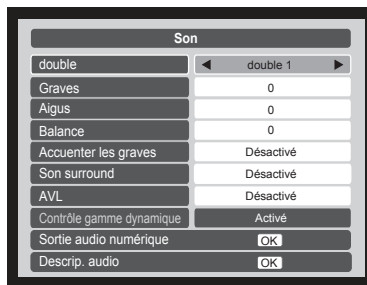 Son
double ◀ double 1 ▶
Graves 0
Aigus 0
Balance 0
Accuenter les graves Désactivé
Son surround Désactivé
AVL Désactivé
Contrôle gamme dynamique Activé
Sortie audio numérique OK
Descrip. audio OK